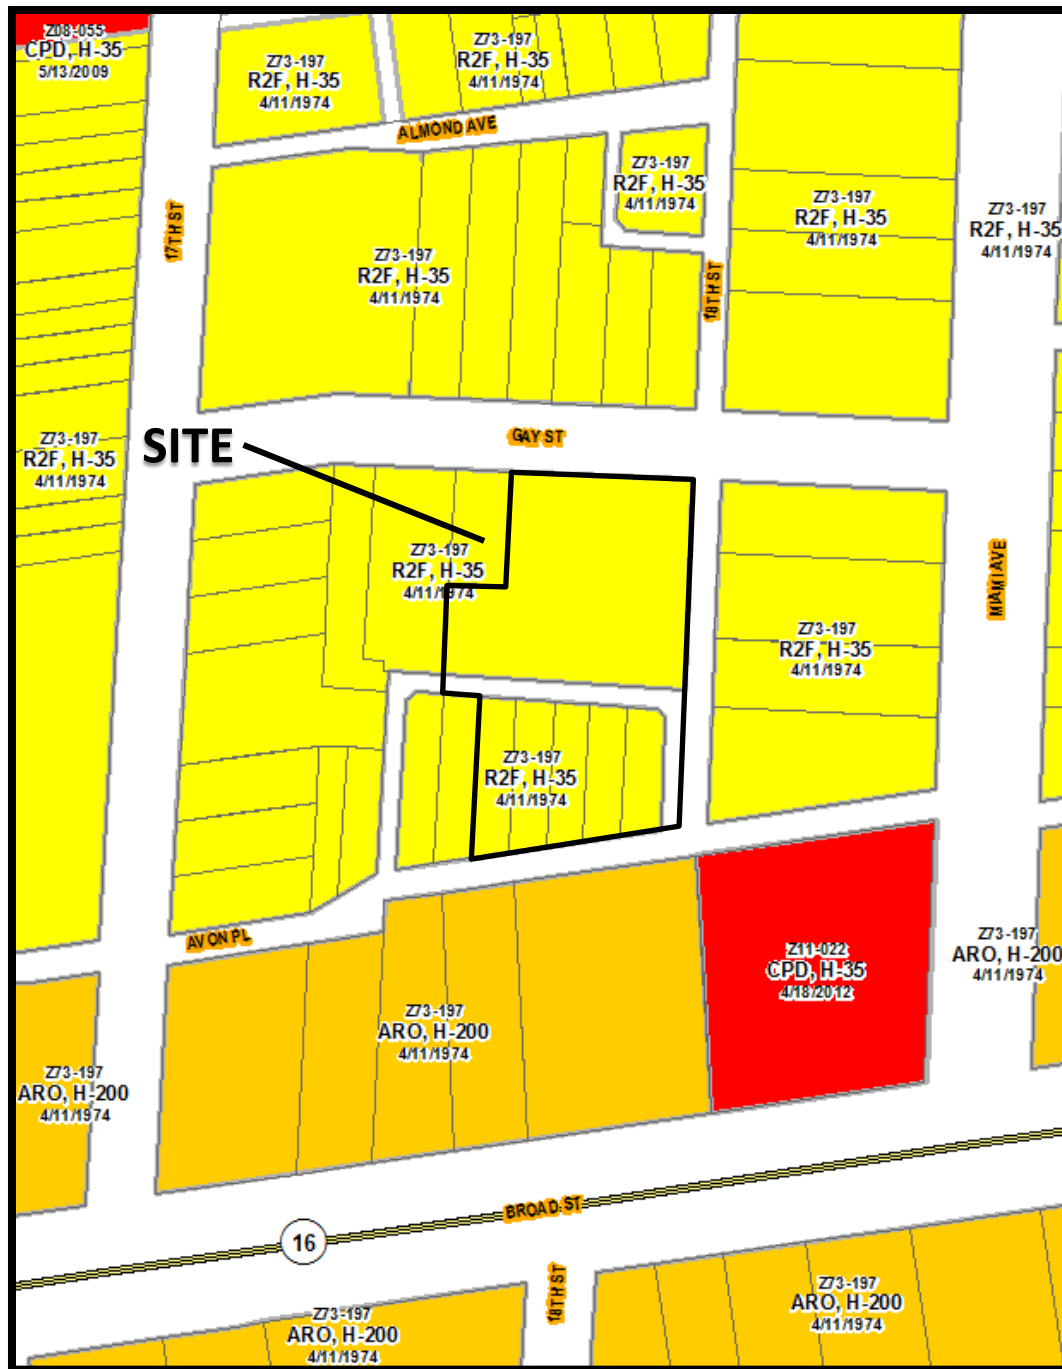 Z08-055
CPD, H-35
5/13/2009
Z73-197
R2F, H-35
4/11/1974
Z73-197
R2F, H-35
4/11/1974
ALMOND AVE
Z73-197
R2F, H-35
4/11/1974
Z73-197
R2F, H-35
4/11/1974
Z73-197
R2F, H-35
4/11/1974
17TH ST
Z73-197
R2F, H-35
4/11/1974
18TH ST
GAY ST
SITE
Z73-197
R2F, H-35
4/11/1974
Z73-197
R2F, H-35
4/11/1974
MIAMI AVE
Z73-197
R2F, H-35
4/11/1974
Z73-197
R2F, H-35
4/11/1974
AVON PL
Z11-022
CPD, H-35
4/18/2012
Z73-197
ARO, H-200
4/11/1974
Z73-197
ARO, H-200
4/11/1974
Z73-197
ARO, H-200
4/11/1974
BROAD ST
16
18TH ST
Z73-197
ARO, H-200
4/11/1974
Z73-197
ARO, H-200
4/11/1974